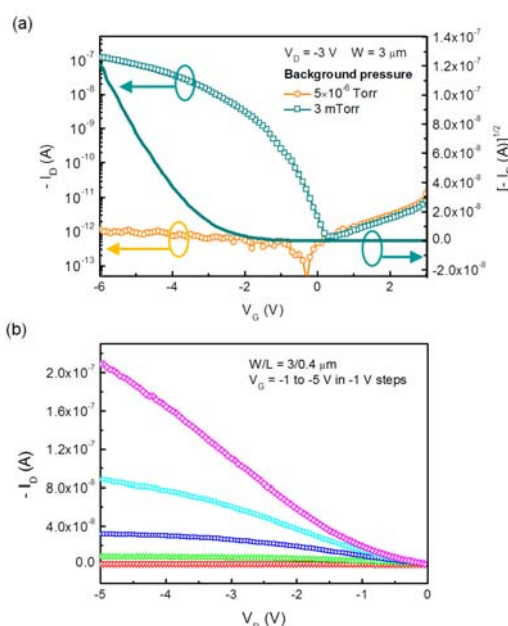 (a)
V_D = -3 V W = 3 μm
Background pressure
5×10^-6 Torr
3 mTorr
10^-7
10^-8
10^-9
10^-10
10^-11
10^-12
10^-13
- I_D (A)
1.4x10^-7
1.2x10^-7
1.0x10^-7
8.0x10^-8
6.0x10^-8
4.0x10^-8
2.0x10^-8
0.0
-2.0x10^-8
[- I_D (A)]^1/2
-6 -4 -2 0 2
V_G (V)
(b)
W/L = 3/0.4 μm
V_G = -1 to -5 V in -1 V steps
2.0x10^-7
1.6x10^-7
1.2x10^-7
8.0x10^-8
4.0x10^-8
0.0
- I_D (A)
-5 -4 -3 -2 -1 0
V_D (V)